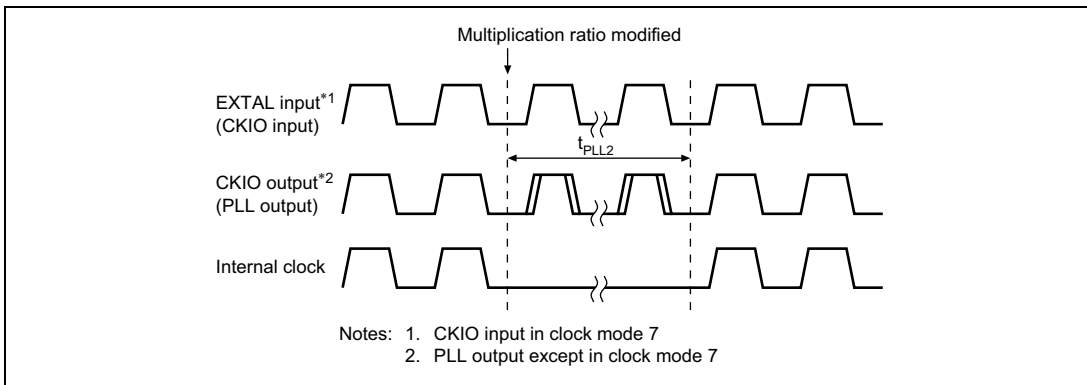 Multiplication ratio modified
EXTAL input*1
(CKIO input)
tPLL2
CKIO output*2
(PLL output)
Internal clock
Notes: 1. CKIO input in clock mode 7
2. PLL output except in clock mode 7